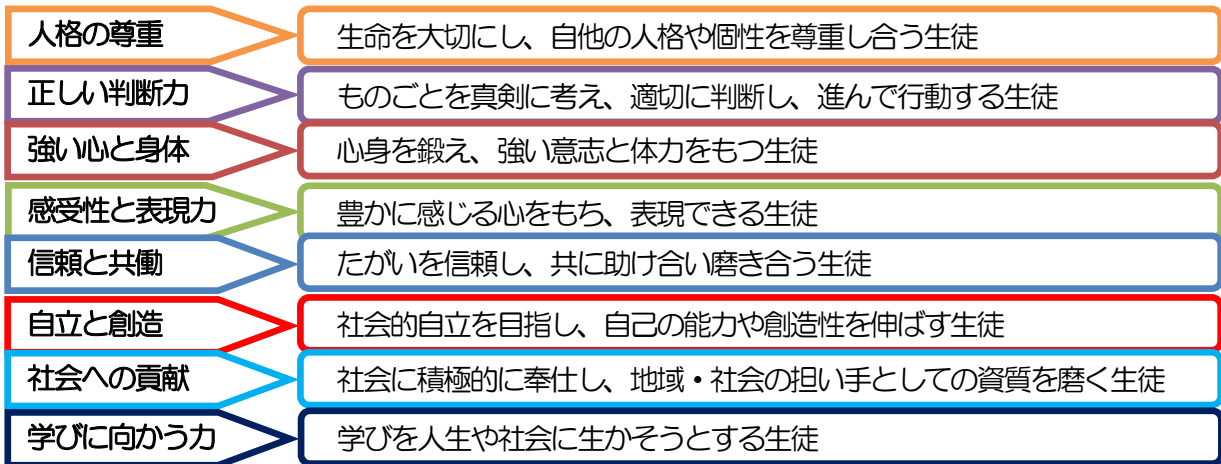 人格の尊重
生命を大切にし、自他の人格や個性を尊重し合う生徒
正しい判断力
ものごとを真剣に考え、適切に判断し、進んで行動する生徒
強い心と身体
心身を鍛え、強い意志と体力をもつ生徒
感受性と表現力
豊かに感じる心をもち、表現できる生徒
信頼と共働
たがいを信頼し、共に助け合い磨き合う生徒
自立と創造
社会的自立を目指し、自己の能力や創造性を伸ばす生徒
社会への貢献
社会に積極的に奉仕し、地域・社会の担い手としての資質を磨く生徒
学びに向かう力
学びを人生や社会に生かそうとする生徒